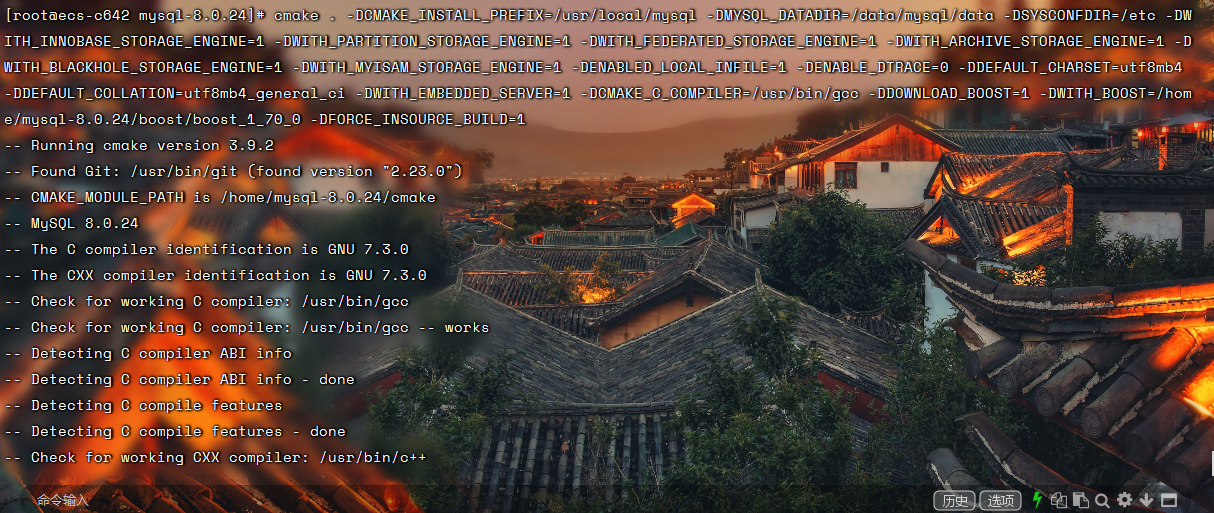 [root@ecs-c642 mysql-8.0.24]# cmake . -DCMAKE_INSTALL_PREFIX=/usr/local/mysql -DMYSQL_DATADIR=/data/mysql/data -DSYSCONFDIR=/etc -DW
ITH_INNOBASE_STORAGE_ENGINE=1 -DWITH_PARTITION_STORAGE_ENGINE=1 -DWITH_FEDERATED_STORAGE_ENGINE=1 -DWITH_ARCHIVE_STORAGE_ENGINE=1 -D
WITH_BLACKHOLE_STORAGE_ENGINE=1 -DWITH_MYISAM_STORAGE_ENGINE=1 -DENABLED_LOCAL_INFILE=1 -DENABLE_DTRACE=0 -DDEFAULT_CHARSET=utf8mb4
-DDEFAULT_COLLATION=utf8mb4_general_ci -DWITH_EMBEDDED_SERVER=1 -DCMAKE_C_COMPILER=/usr/bin/gcc -DDOWNLOAD_BOOST=1 -DWITH_BOOST=/hom
e/mysql-8.0.24/boost/boost_1_70_0 -DFORCE_INSOURCE_BUILD=1
-- Running cmake version 3.9.2
-- Found Git: /usr/bin/git (found version "2.23.0")
-- CMAKE_MODULE_PATH is /home/mysql-8.0.24/cmake
-- MySQL 8.0.24
-- The C compiler identification is GNU 7.3.0
-- The CXX compiler identification is GNU 7.3.0
-- Check for working C compiler: /usr/bin/gcc
-- Check for working C compiler: /usr/bin/gcc -- works
-- Detecting C compiler ABI info
-- Detecting C compiler ABI info - done
-- Detecting C compile features
-- Detecting C compile features - done
-- Check for working CXX compiler: /usr/bin/c++
命令输入 历史 选项